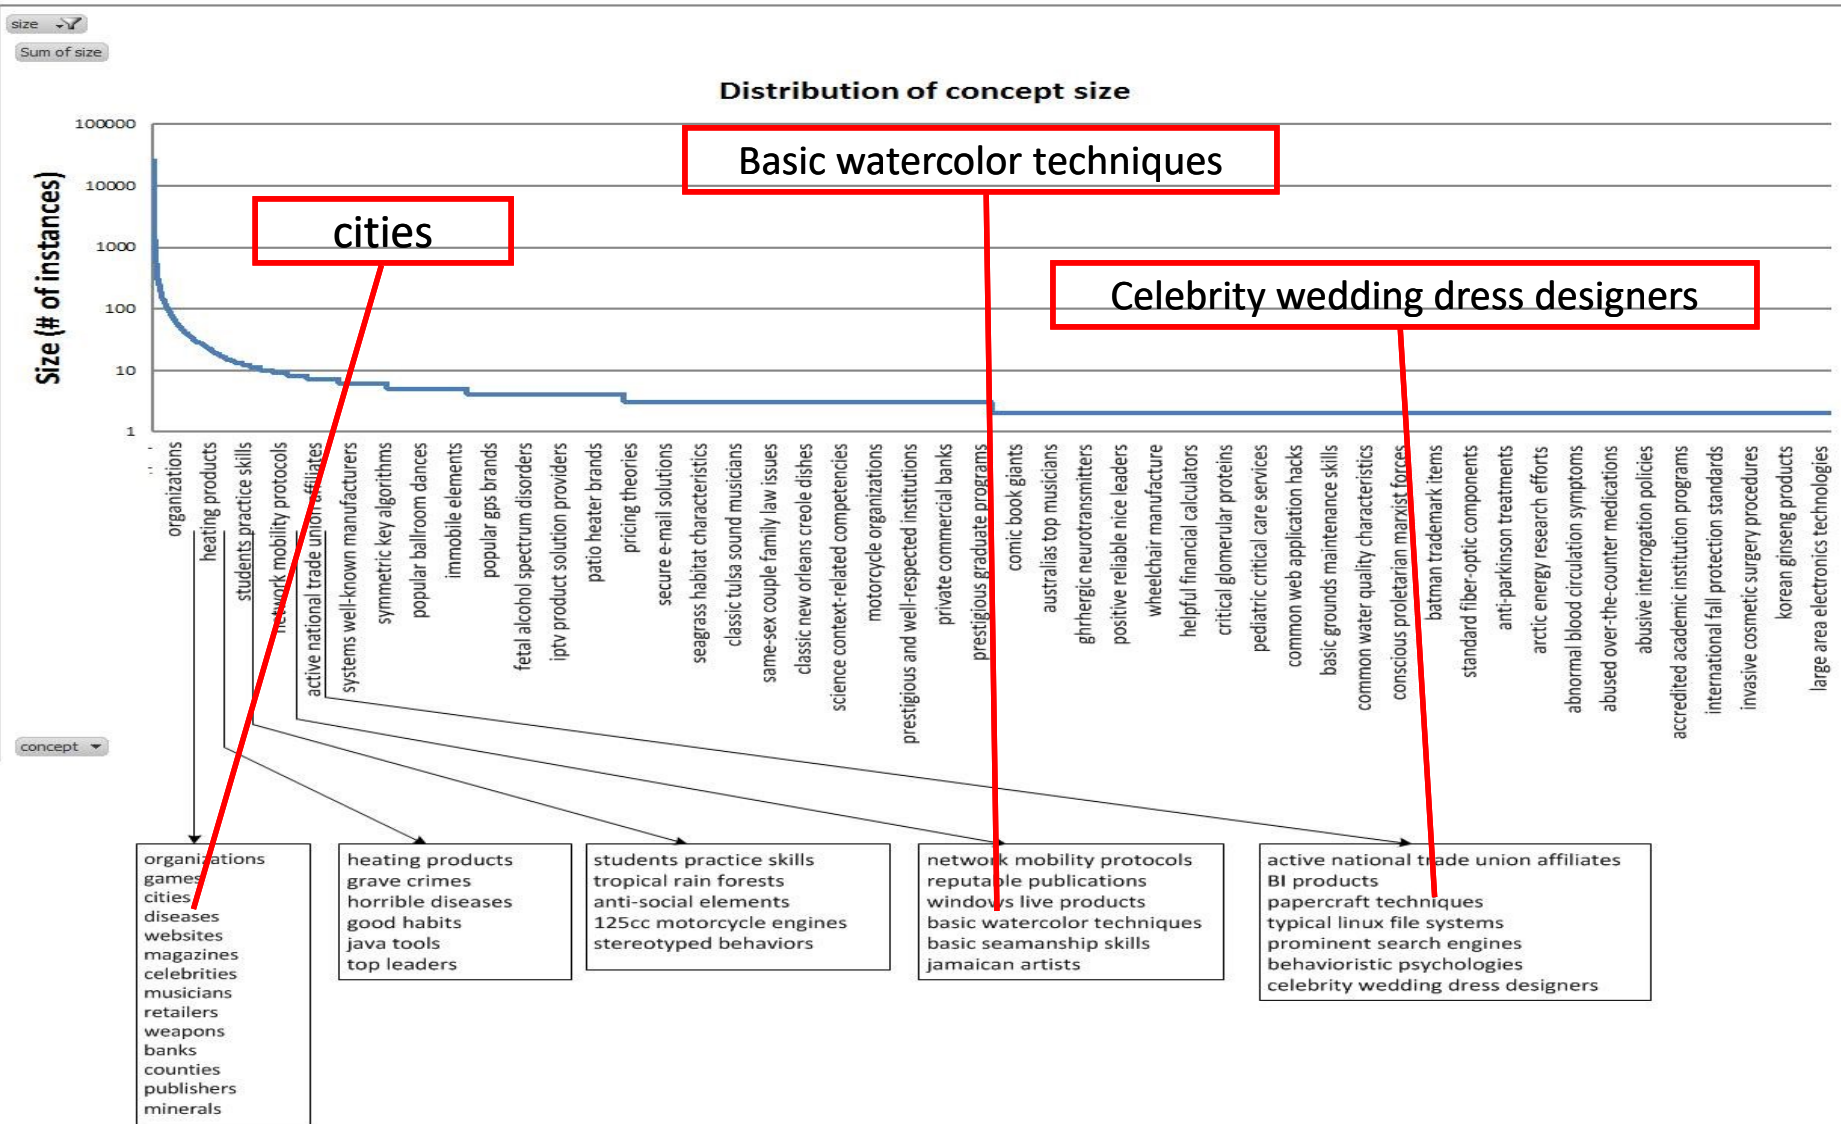 size
Sum of size
Distribution of concept size
Size (# of instances)
100000
10000
1000
100
10
1
Basic watercolor techniques
cities
Celebrity wedding dress designers
organizations
heating products
students practice skills
network mobility protocols
active national trade union affiliates
systems well-known manufacturers
symmetric key algorithms
popular ballroom dances
immobile elements
popular gps brands
fetal alcohol spectrum disorders
iptv product solution providers
patio heater brands
pricing theories
secure e-mail solutions
seagrass habitat characteristics
classic tulsa sound musicians
same-sex couple family law issues
classic new orleans creole dishes
science context-related competencies
motorcycle organizations
prestigious and well-respected institutions
private commercial banks
prestigious graduate programs
comic book giants
australias top musicians
ghrhergic neurotransmitters
positive reliable nice leaders
wheelchair manufacture
helpful financial calculators
critical glomerular proteins
pediatric critical care services
common web application hacks
basic grounds maintenance skills
common water quality characteristics
conscious proletarian marxist forces
batman trademark items
standard fiber-optic components
anti-parkinson treatments
arctic energy research efforts
abnormal blood circulation symptoms
abused over-the-counter medications
abusive interrogation policies
accredited academic institution programs
international fall protection standards
invasive cosmetic surgery procedures
korean ginseng products
large area electronics technologies
concept
organizations
games
cities
diseases
websites
magazines
celebrities
musicians
retailers
weapons
banks
counties
publishers
minerals
heating products
grave crimes
horrible diseases
good habits
java tools
top leaders
students practice skills
tropical rain forests
anti-social elements
125cc motorcycle engines
stereotyped behaviors
network mobility protocols
reputable publications
windows live products
basic watercolor techniques
basic seamanship skills
jamaican artists
active national trade union affiliates
BI products
papercraft techniques
typical linux file systems
prominent search engines
behavioristic psychologies
celebrity wedding dress designers